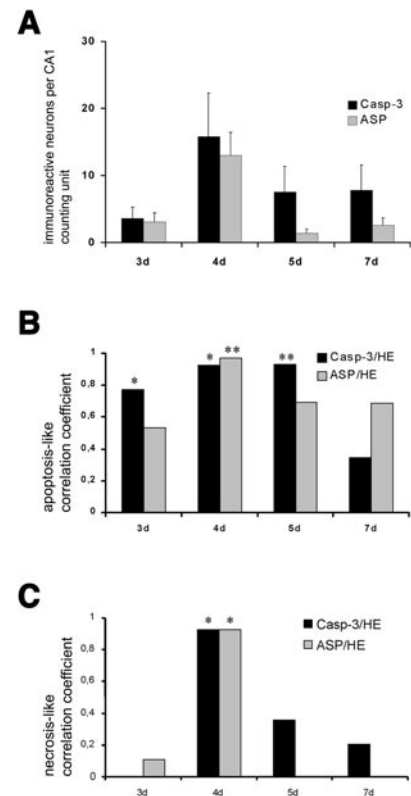 A
immunoreactive neurons per CA1
counting unit
30
20
10
0
Casp-3
ASP
3d 4d 5d 7d
B
apoptosis-like
correlation coefficient
1
0,8
0,6
0,4
0,2
0
* * ** **
Casp-3/HE
ASP/HE
3d 4d 5d 7d
C
necrosis-like
correlation coefficient
1
0,8
0,6
0,4
0,2
* *
Casp-3/HE
ASP/HE
3d 4d 5d 7d